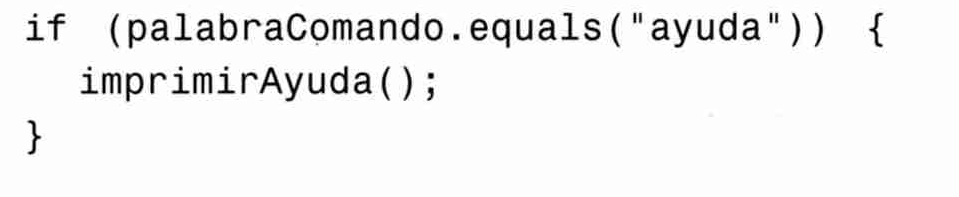 if (palabraComando.equals("ayuda")) {
imprimirAyuda();
}